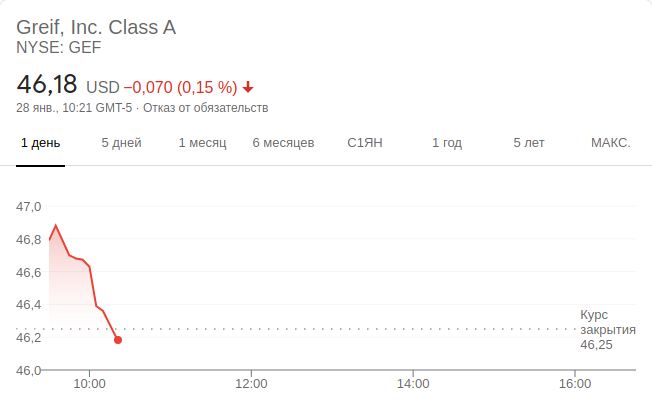 Greif, Inc. Class A
NYSE: GEF
46,18 USD −0,070 (0,15 %)
28 янв., 10:21 GMT-5 · Отказ от обязательств
1 день 5 дней 1 месяц 6 месяцев С1ЯН 1 год 5 лет МАКС.
47,0
46,8
46,6
46,4
46,2
46,0
Курс
закрытия
46,25
10:00 12:00 14:00 16:00